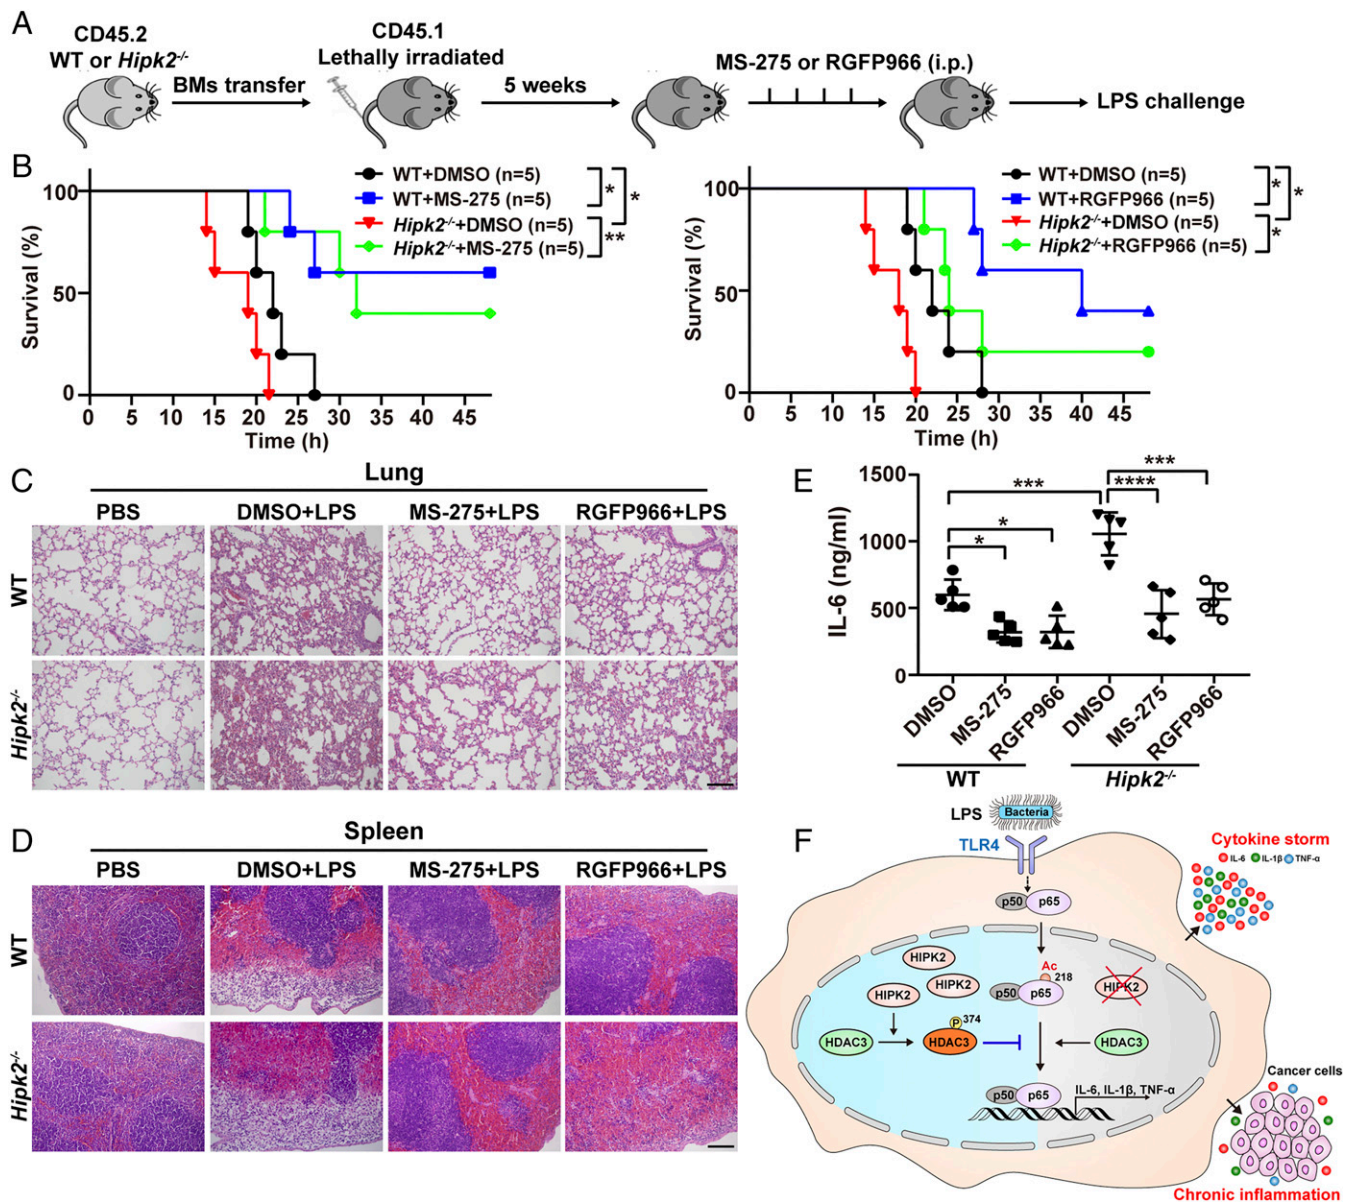 A
CD45.2
WT or Hipk2-/-
BMs transfer
CD45.1
Lethally irradiated
5 weeks
MS-275 or RGFP966 (i.p.)
LPS challenge
B
WT+DMSO (n=5)
WT+MS-275 (n=5)
Hipk2-/-+DMSO (n=5)
Hipk2-/-+MS-275 (n=5)
*
*
**
Survival (%)
100
50
0
0 5 10 15 20 25 30 35 40 45
Time (h)
WT+DMSO (n=5)
WT+RGFP966 (n=5)
Hipk2-/-+DMSO (n=5)
Hipk2-/-+RGFP966 (n=5)
*
*
*
Survival (%)
100
50
0
0 5 10 15 20 25 30 35 40 45
Time (h)
C
Lung
PBS DMSO+LPS MS-275+LPS RGFP966+LPS
WT
Hipk2-/-
D
Spleen
PBS DMSO+LPS MS-275+LPS RGFP966+LPS
WT
Hipk2-/-
E
IL-6 (ng/ml)
1500
1000
500
0
***
*
*
****
***
DMSO MS-275 RGFP966 DMSO MS-275 RGFP966
WT Hipk2-/-
F
LPS
Bacteria
TLR4
p50 p65
Cytokine storm
IL-6 IL-1β TNF-α
HIPK2
HIPK2
HIPK2
Ac
218
p50 p65
HIPK2
P 374
HDAC3
HDAC3
HDAC3
p50 p65
IL-6, IL-1β, TNF-α
Cancer cells
Chronic inflammation